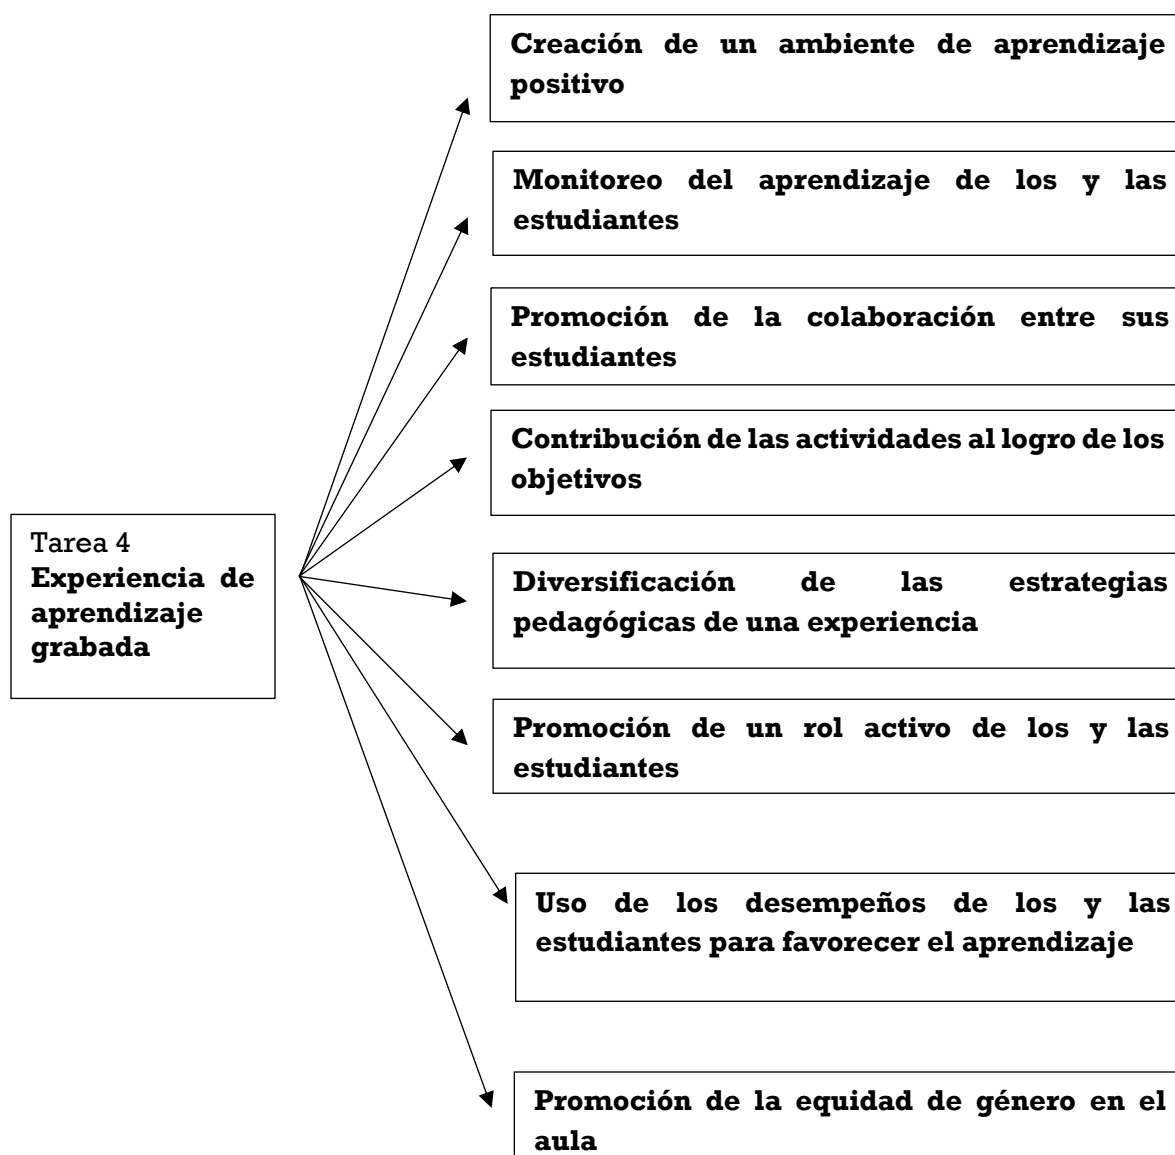 Creación de un ambiente de aprendizaje
positivo
Monitoreo del aprendizaje de los y las
estudiantes
Promoción de la colaboración entre sus
estudiantes
Contribución de las actividades al logro de los
objetivos
Tarea 4
Experiencia de
aprendizaje
grabada
Diversificación de las estrategias
pedagógicas de una experiencia
Promoción de un rol activo de los y las
estudiantes
Uso de los desempeños de los y las
estudiantes para favorecer el aprendizaje
Promoción de la equidad de género en el
aula